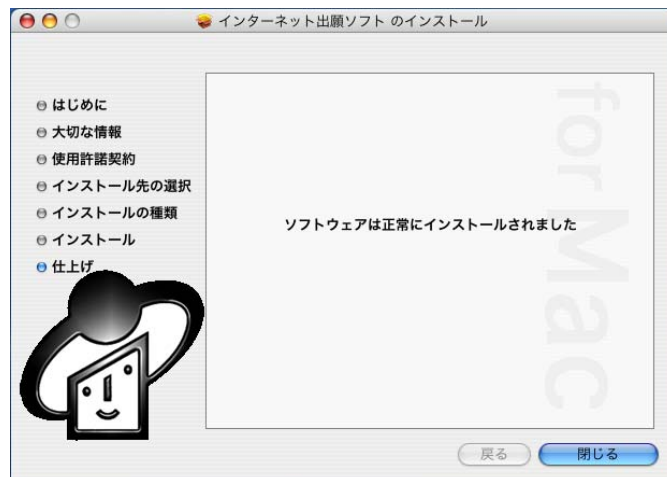 インターネット出願ソフト のインストール
はじめに
大切な情報
使用許諾契約
インストール先の選択
インストールの種類
インストール
仕上げ
ソフトウェアは正常にインストールされました
for Mac
戻る
閉じる